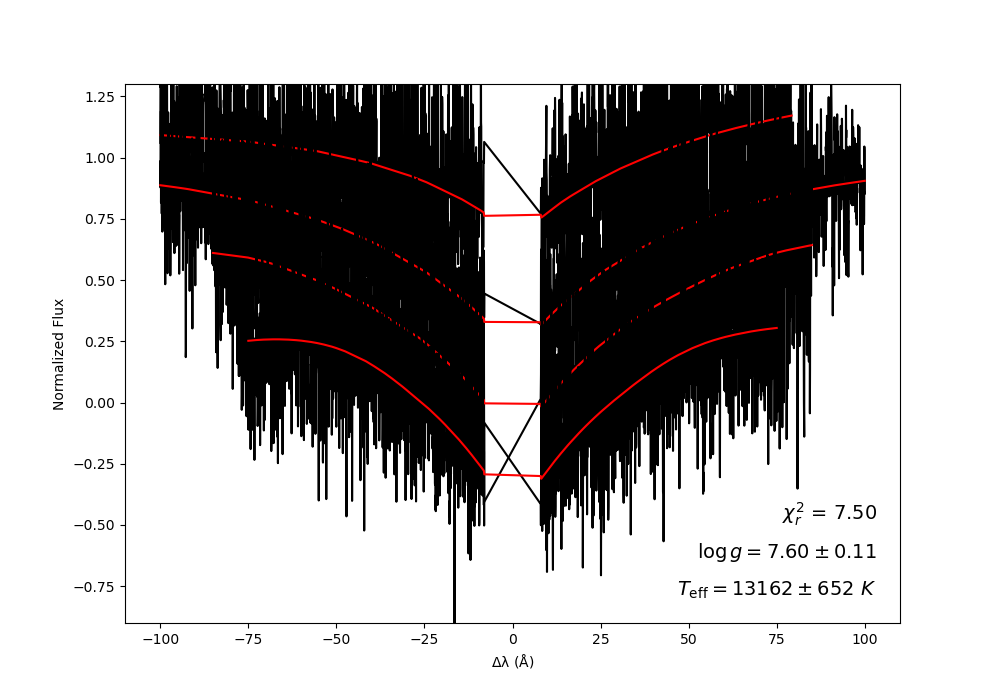 1.25
1.00
0.75
0.50
0.25
0.00
−0.25
−0.50
−0.75
Normalized Flux
χ²ᵣ = 7.50
log g = 7.60 ± 0.11
T_eff = 13162 ± 652 K
−100 −75 −50 −25 0 25 50 75 100
Δλ (Å)